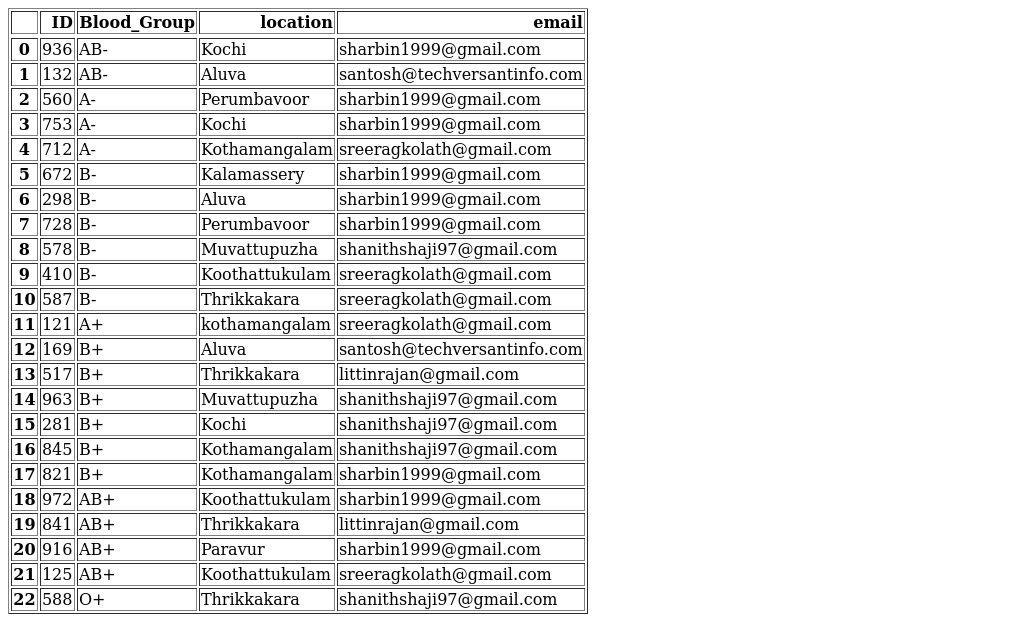 ID Blood_Group location email
0 936 AB- Kochi sharbin1999@gmail.com
1 132 AB- Aluva santosh@techversantinfo.com
2 560 A- Perumbavoor sharbin1999@gmail.com
3 753 A- Kochi sharbin1999@gmail.com
4 712 A- Kothamangalam sreeragkolath@gmail.com
5 672 B- Kalamassery sharbin1999@gmail.com
6 298 B- Aluva sharbin1999@gmail.com
7 728 B- Perumbavoor sharbin1999@gmail.com
8 578 B- Muvattupuzha shanithshaji97@gmail.com
9 410 B- Koothattukulam sreeragkolath@gmail.com
10 587 B- Thrikkakara sreeragkolath@gmail.com
11 121 A+ kothamangalam sreeragkolath@gmail.com
12 169 B+ Aluva santosh@techversantinfo.com
13 517 B+ Thrikkakara littinrajan@gmail.com
14 963 B+ Muvattupuzha shanithshaji97@gmail.com
15 281 B+ Kochi shanithshaji97@gmail.com
16 845 B+ Kothamangalam shanithshaji97@gmail.com
17 821 B+ Kothamangalam sharbin1999@gmail.com
18 972 AB+ Koothattukulam sharbin1999@gmail.com
19 841 AB+ Thrikkakara littinrajan@gmail.com
20 916 AB+ Paravur sharbin1999@gmail.com
21 125 AB+ Koothattukulam sreeragkolath@gmail.com
22 588 O+ Thrikkakara shanithshaji97@gmail.com